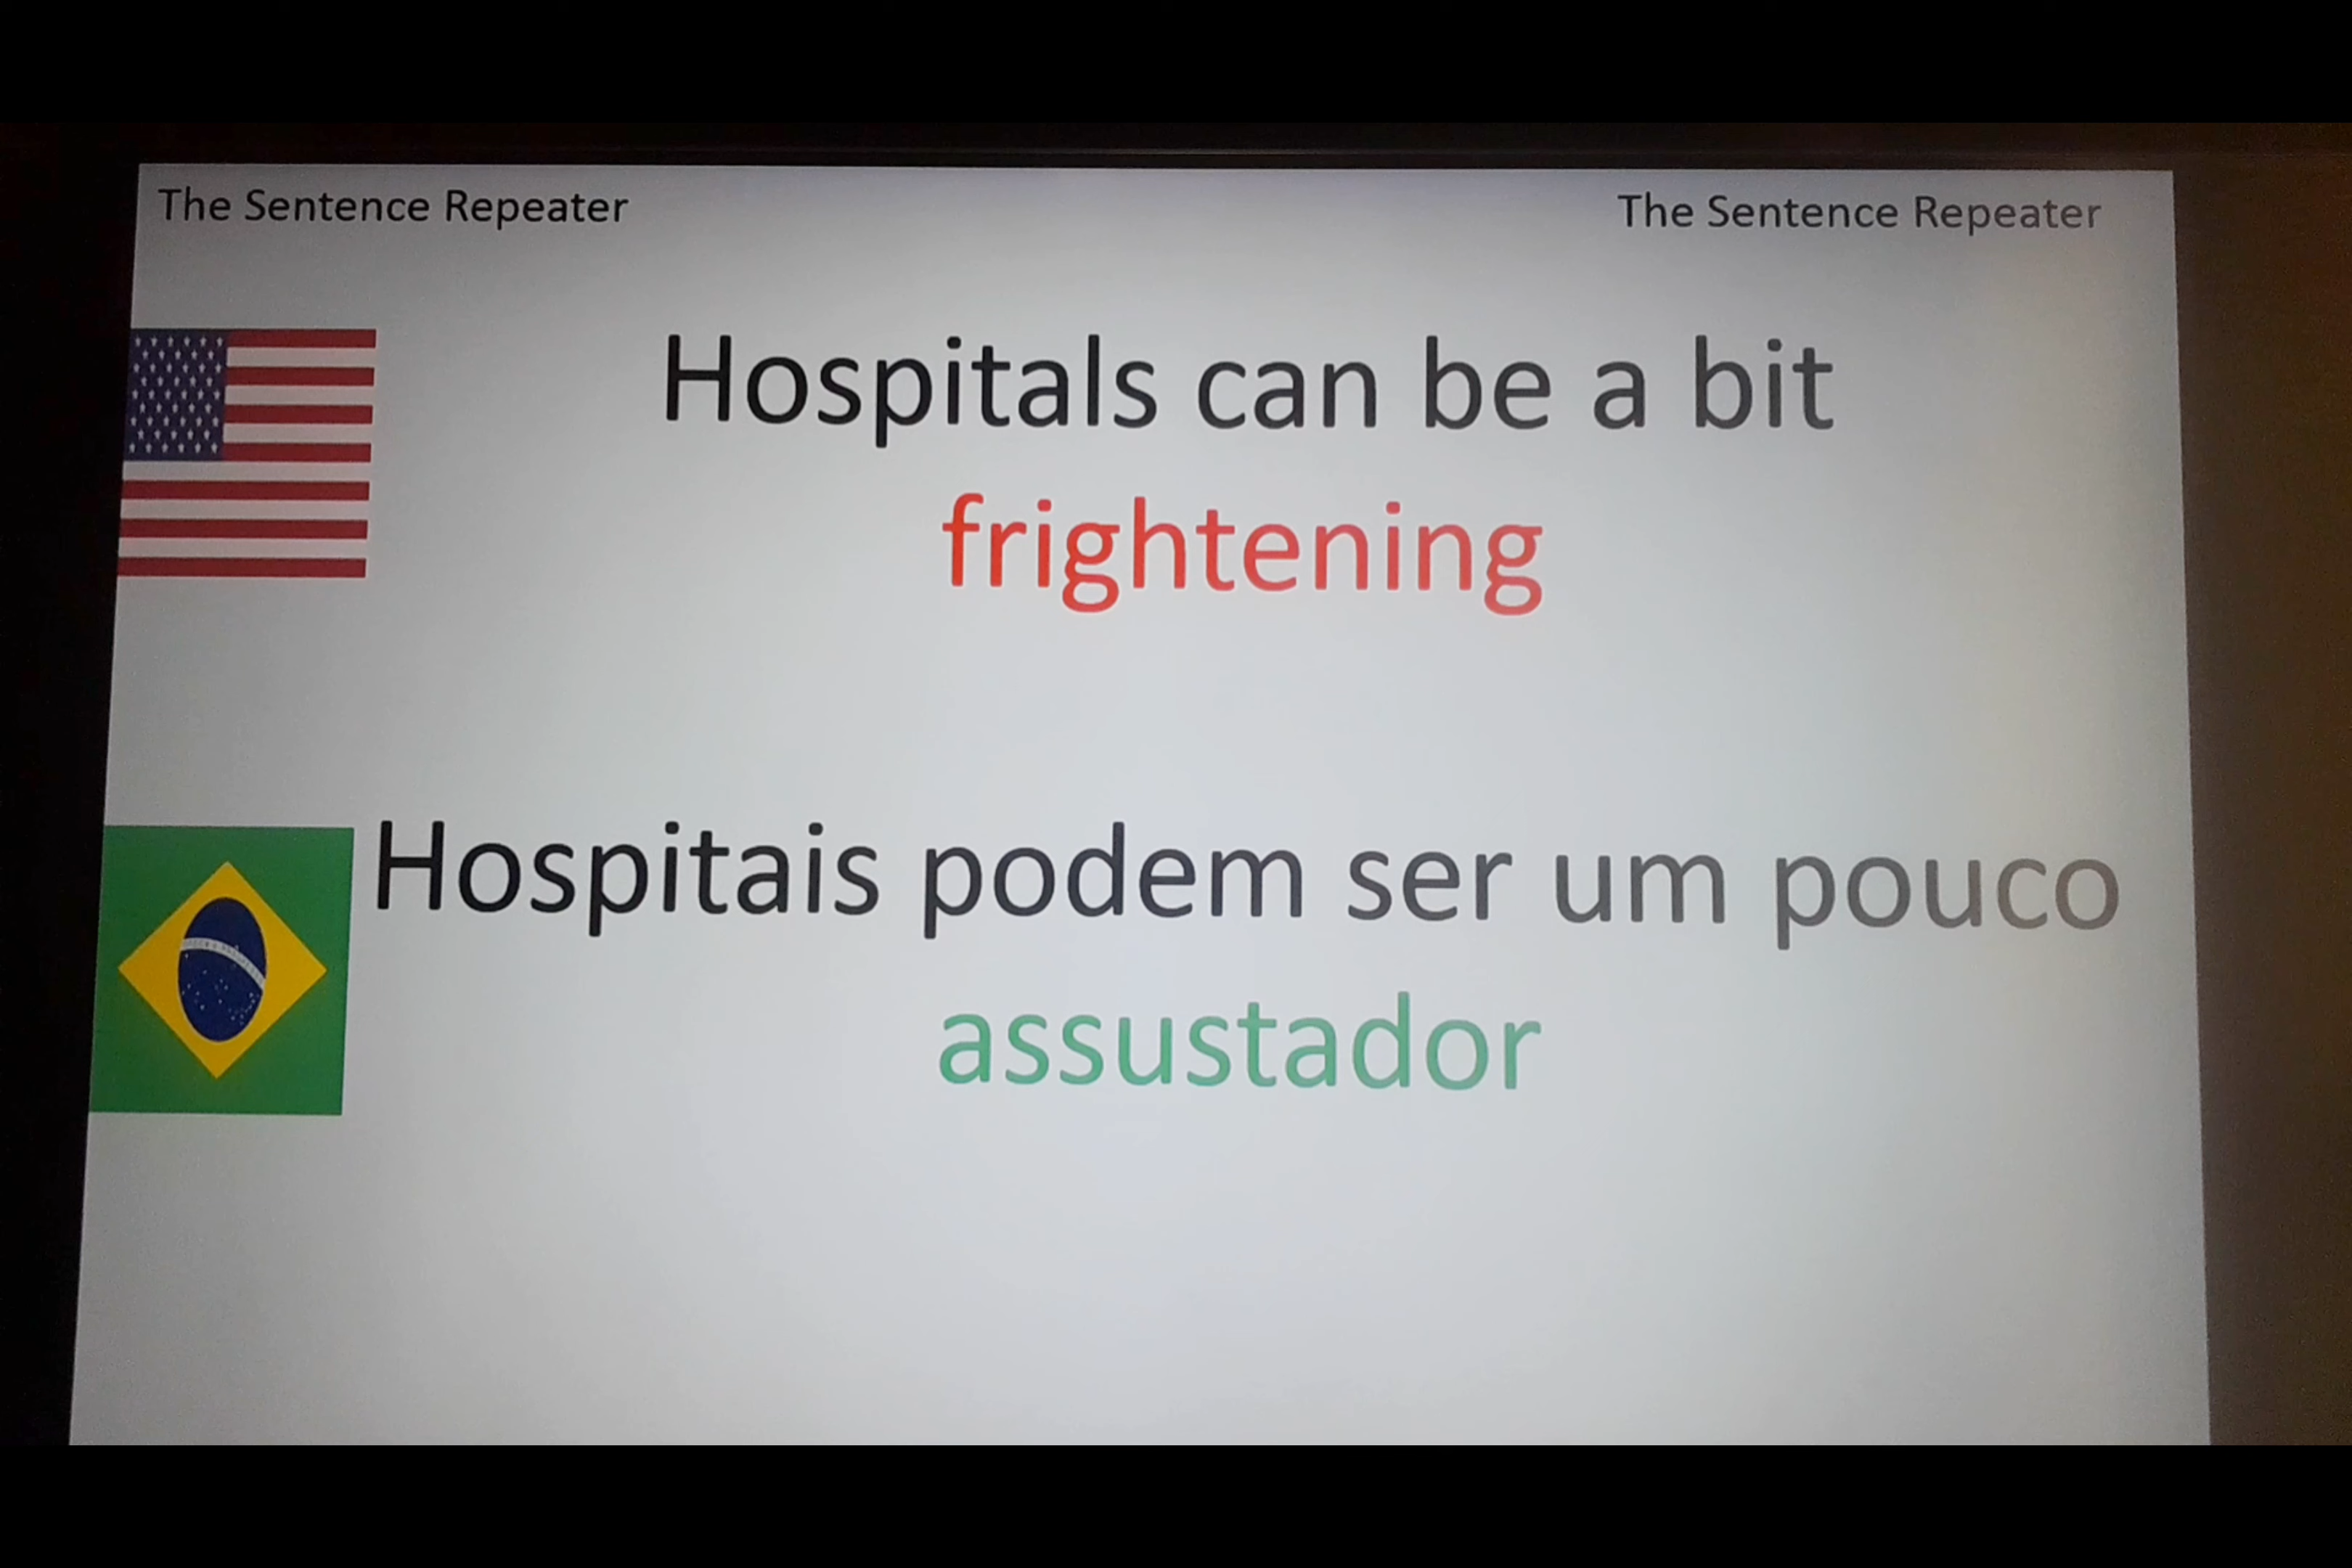 The Sentence Repeater
The Sentence Repeater
Hospitals can be a bit
frightening
Hospitais podem ser um pouco
assustador